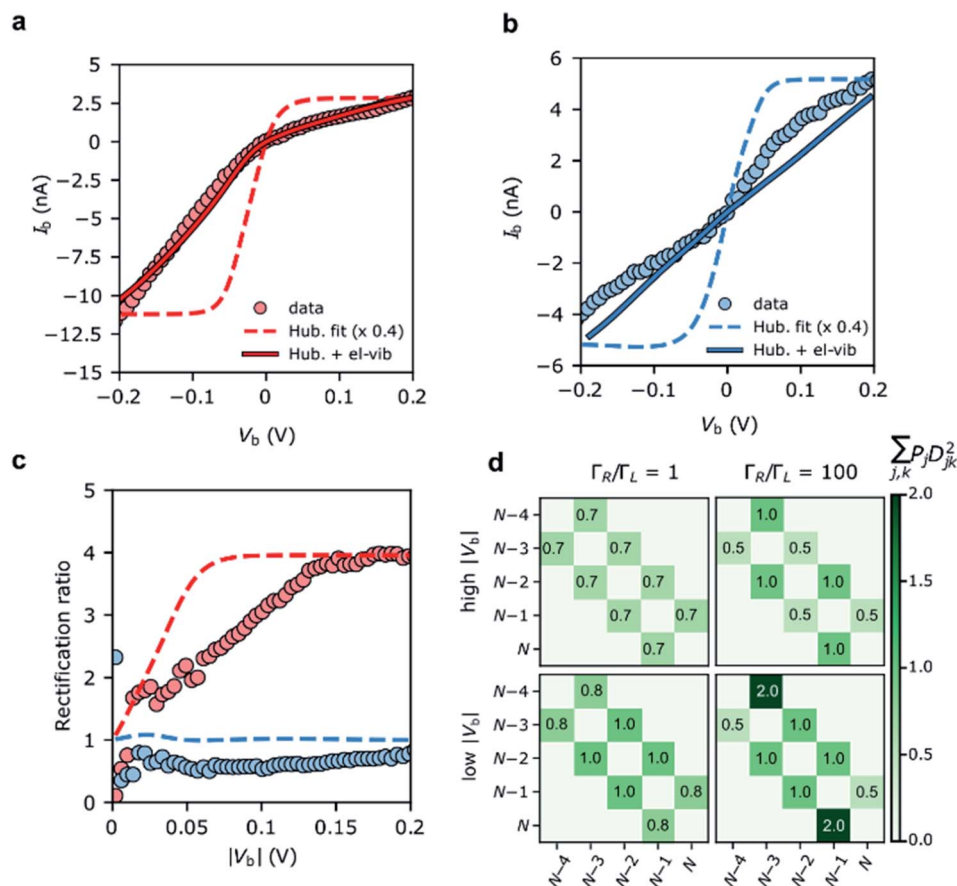 a
5
2.5
0
−2.5
−5
−7.5
−10
−12.5
−15
I_b (nA)
data
Hub. fit (x 0.4)
Hub. + el-vib
−0.2
−0.1
0
0.1
0.2
V_b (V)
b
6
4
2
0
−2
−4
−6
I_b (nA)
data
Hub. fit (x 0.4)
Hub. + el-vib
−0.2
−0.1
0
0.1
0.2
V_b (V)
c
5
4
3
2
1
0
Rectification ratio
0
0.05
0.1
0.15
0.2
|V_b| (V)
d
Γ_R/Γ_L = 1
Γ_R/Γ_L = 100
∑_{j,k} P_j D²_{jk}
high |V_b|
N−4 0.7 1.0
N−3 0.7 0.7 0.5 0.5
N−2 0.7 0.7 1.0 1.0
N−1 0.7 0.7 0.5 0.5
N 0.7 1.0
low |V_b|
N−4 0.8 2.0
N−3 0.8 1.0 0.5 1.0
N−2 1.0 1.0 1.0 1.0
N−1 1.0 0.8 1.0 0.5
N 0.8 2.0
N−4 N−3 N−2 N−1 N
N−4 N−3 N−2 N−1 N
2.0
1.5
1.0
0.5
0.0